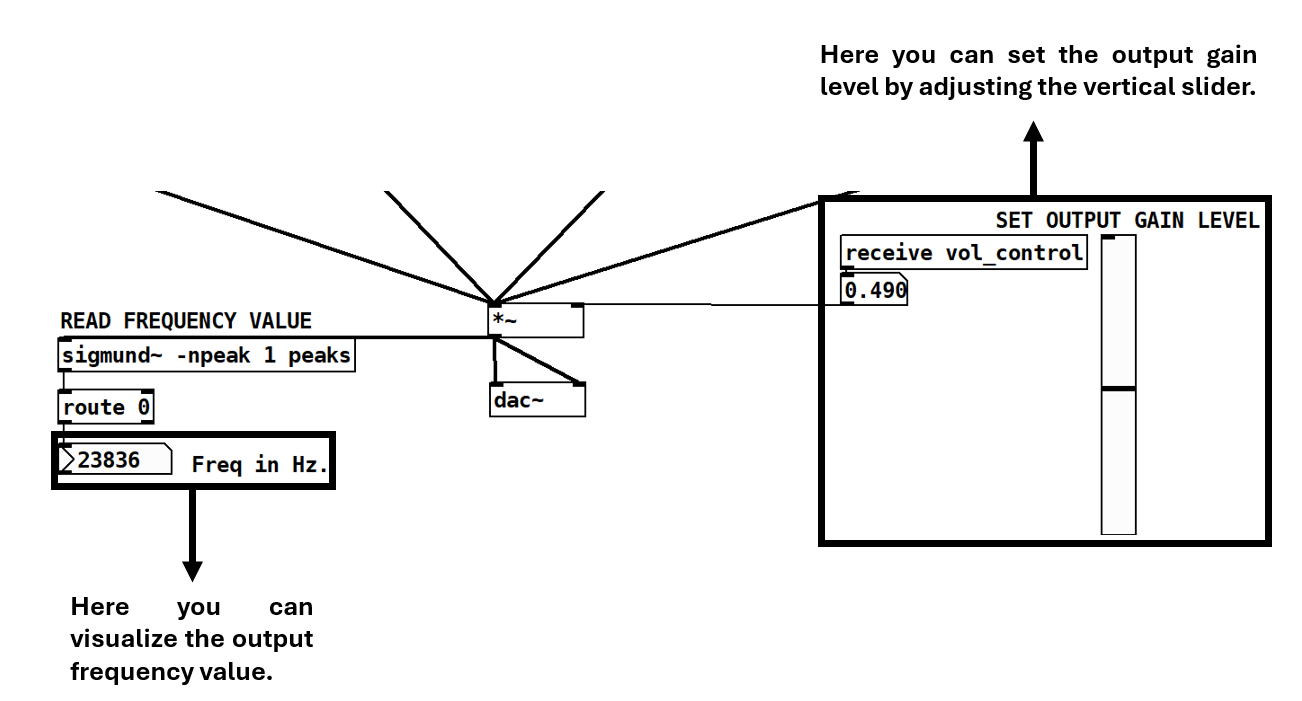 Here you can set the output gain
level by adjusting the vertical slider.
SET OUTPUT GAIN LEVEL
receive vol_control
0.490
*~
READ FREQUENCY VALUE
sigmund~ -npeak 1 peaks
dac~
route 0
23836 Freq in Hz.
Here you can
visualize the output
frequency value.